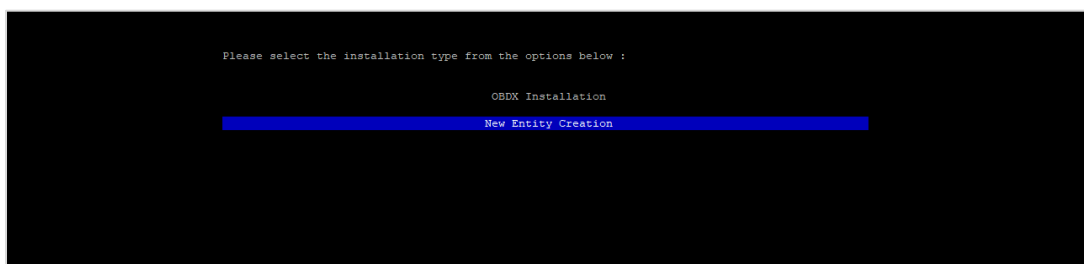 Please select the installation type from the options below :
OBDX Installation
New Entity Creation